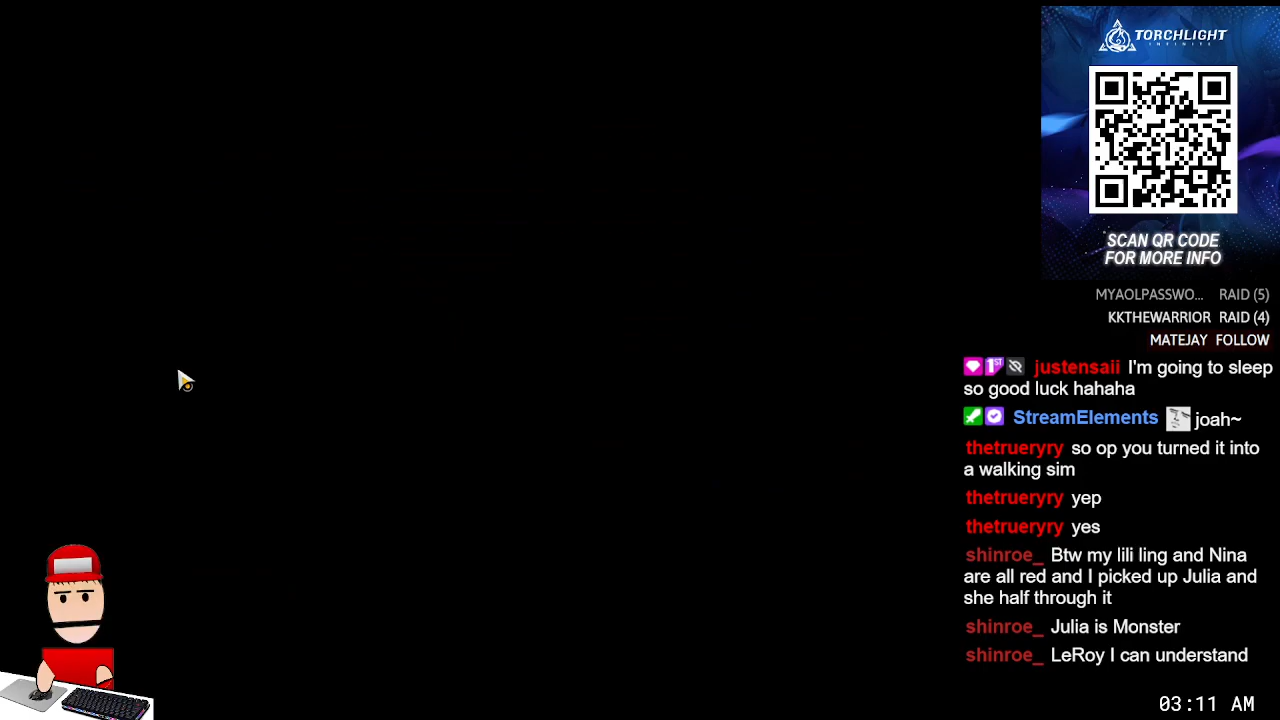 TORCHLIGHT
INFINITE
SCAN QR CODE
FOR MORE INFO
MYAOLPASSWO... RAID (5)
KKTHEWARRIOR RAID (4)
MATEJAY FOLLOW
justensaii I'm going to sleep
so good luck hahaha
StreamElements joah~
thetrueryry so op you turned it into
a walking sim
thetrueryry yep
thetrueryry yes
shinroe_ Btw my lili ling and Nina
are all red and I picked up Julia and
she half through it
shinroe_ Julia is Monster
shinroe_ LeRoy I can understand
03:11 AM